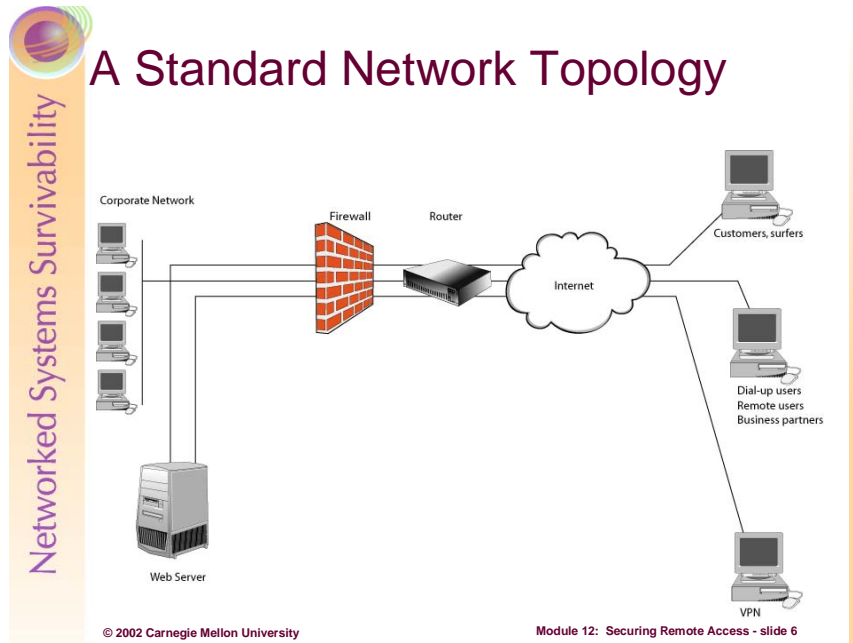 A Standard Network Topology
Networked Systems Survivability
Corporate Network
Firewall
Router
Customers, surfers
Internet
Dial-up users
Remote users
Business partners
Web Server
VPN
© 2002 Carnegie Mellon University
Module 12: Securing Remote Access - slide 6